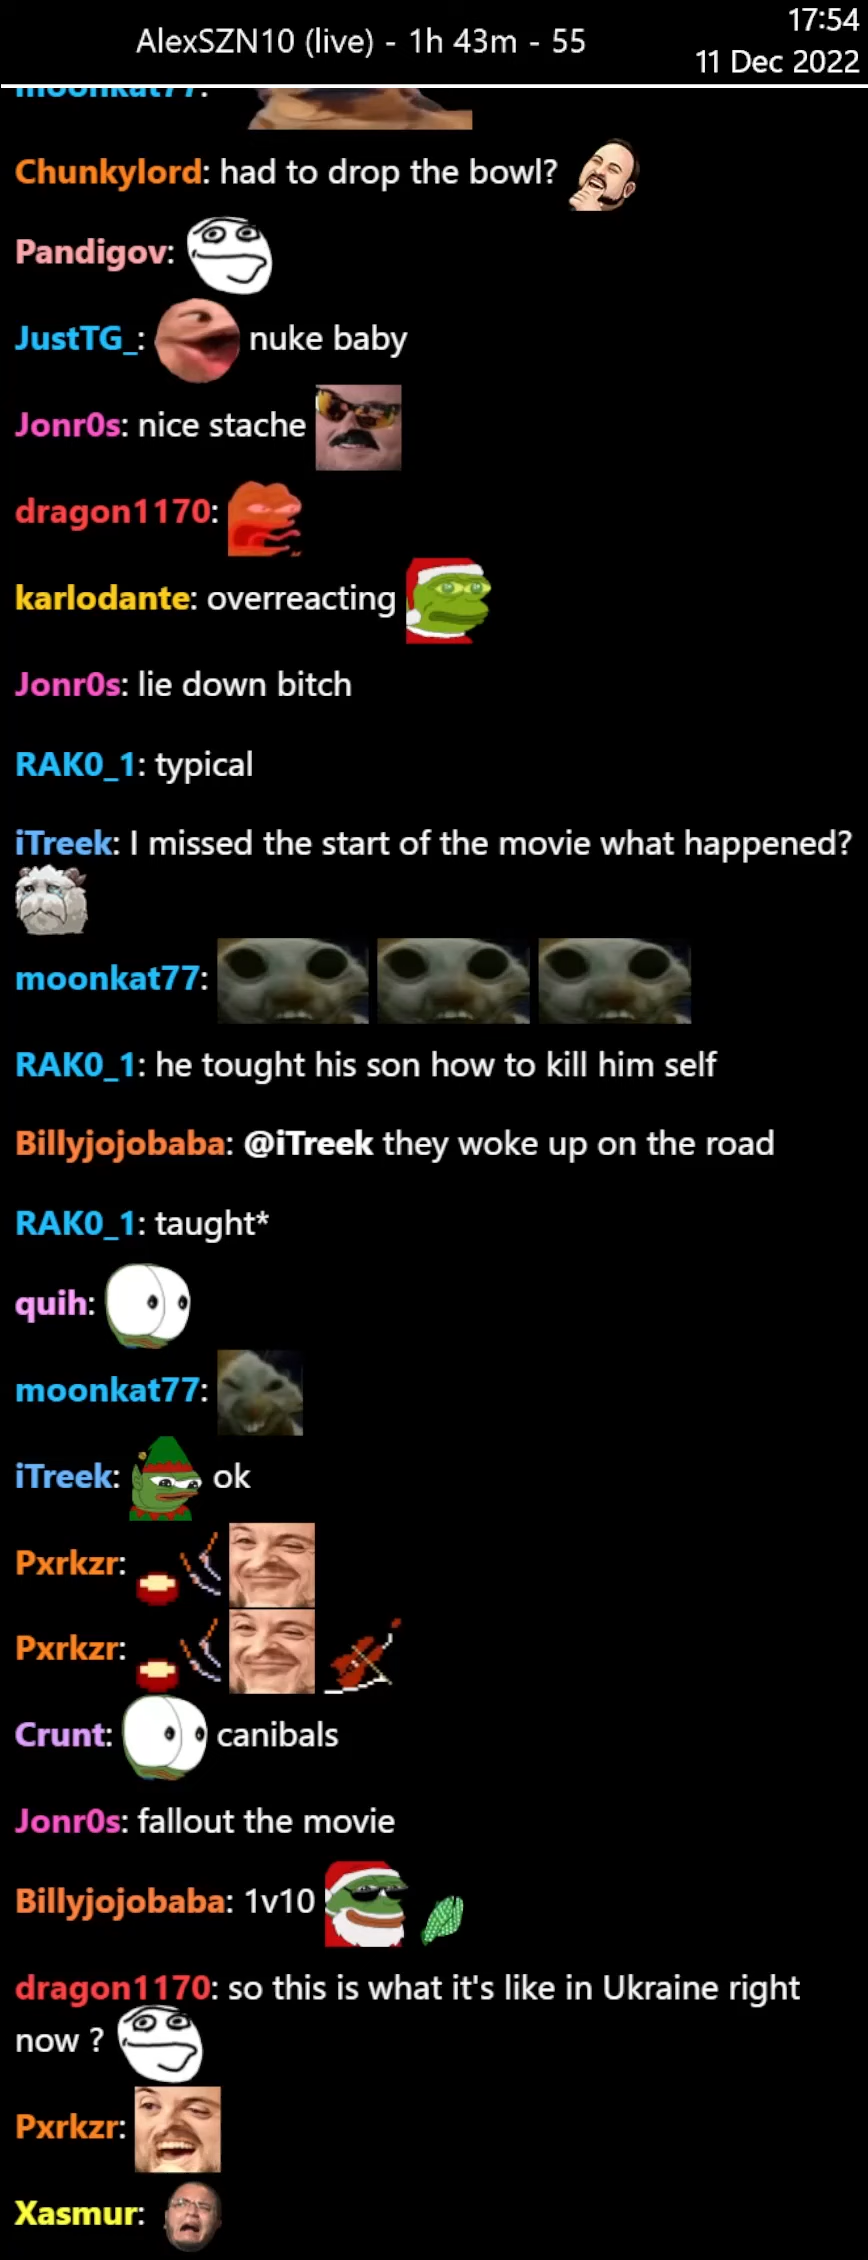 17:54
AlexSZN10 (live) - 1h 43m - 55
11 Dec 2022
moonkat77:
Chunkylord: had to drop the bowl?
Pandigov:
JustTG_: nuke baby
Jonr0s: nice stache
dragon1170:
karlodante: overreacting
Jonr0s: lie down bitch
RAK0_1: typical
iTreek: I missed the start of the movie what happened?
moonkat77:
RAK0_1: he tought his son how to kill him self
Billyjojobaba: @iTreek they woke up on the road
RAK0_1: taught*
quih:
moonkat77:
iTreek: ok
Pxrkzr:
Pxrkzr:
Crunt: canibals
Jonr0s: fallout the movie
Billyjojobaba: 1v10
dragon1170: so this is what it's like in Ukraine right
now ?
Pxrkzr:
Xasmur: